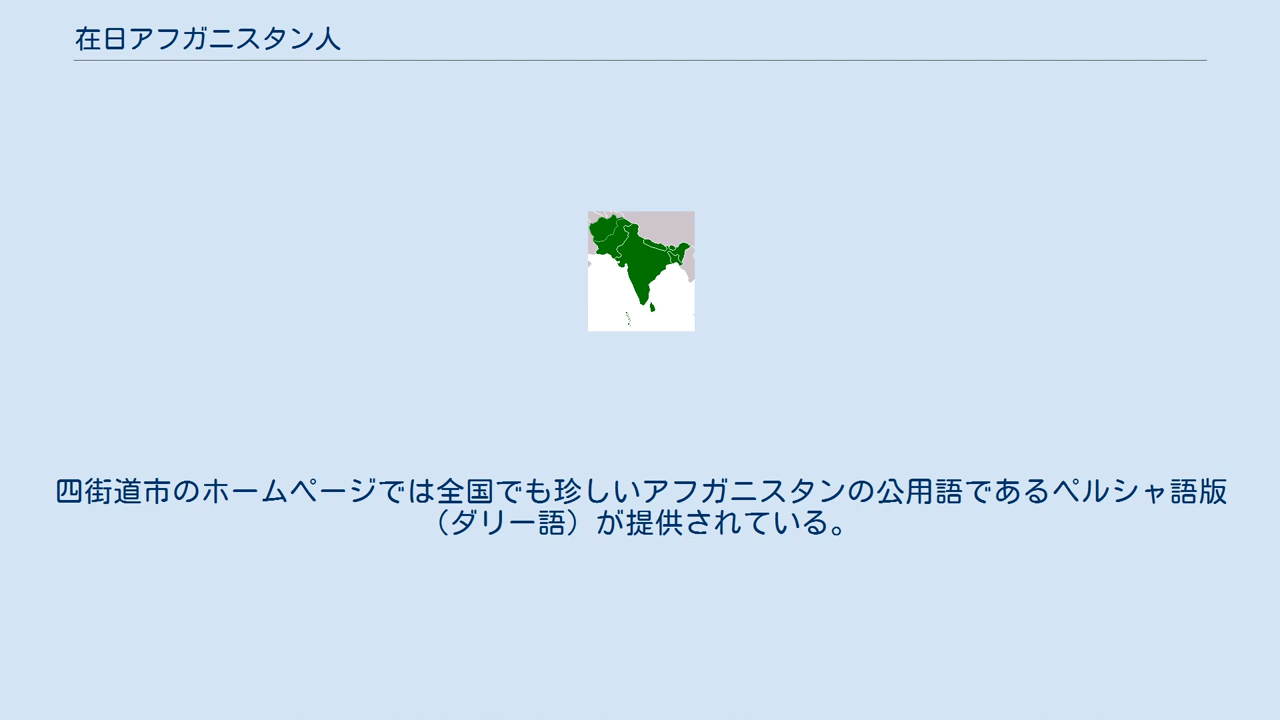 在日アフガニスタン人
四街道市のホームページでは全国でも珍しいアフガニスタンの公用語であるペルシャ語版
（ダリー語）が提供されている。